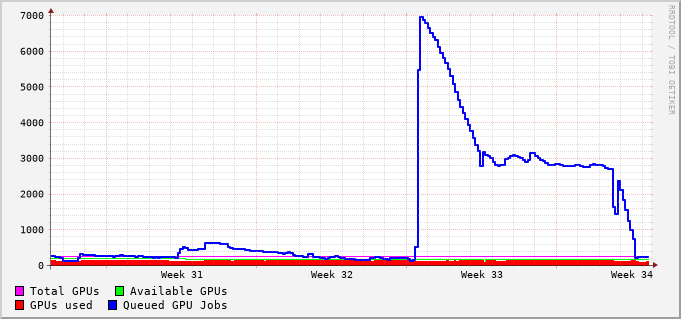 7000
6000
5000
4000
3000
2000
1000
0
Week 31 Week 32 Week 33 Week 34
Total GPUs Available GPUs
GPUs used Queued GPU Jobs
RRDTOOL / TOBI OETIKER